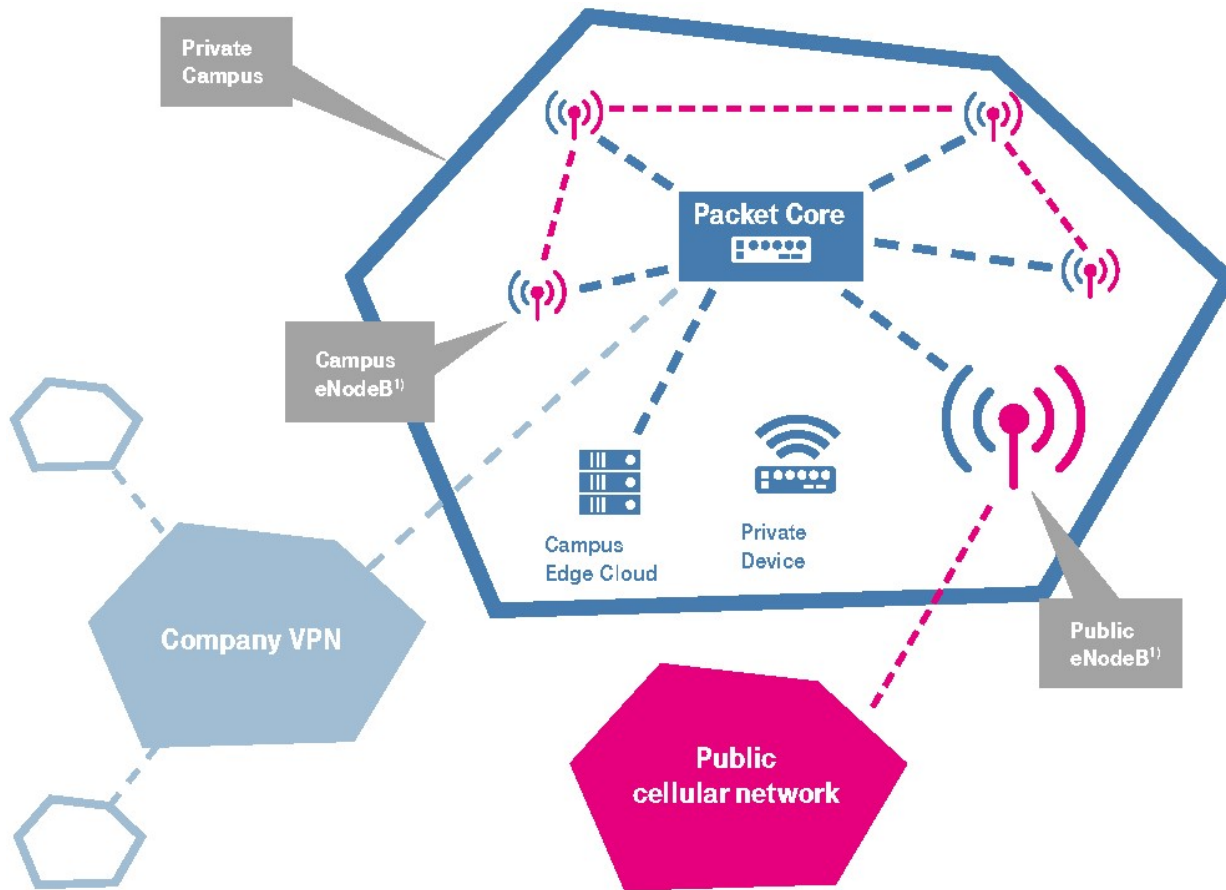 Private
Campus
Packet Core
Campus
eNodeB¹⁾
Campus
Edge Cloud
Private
Device
Company VPN
Public
eNodeB¹⁾
Public
cellular network